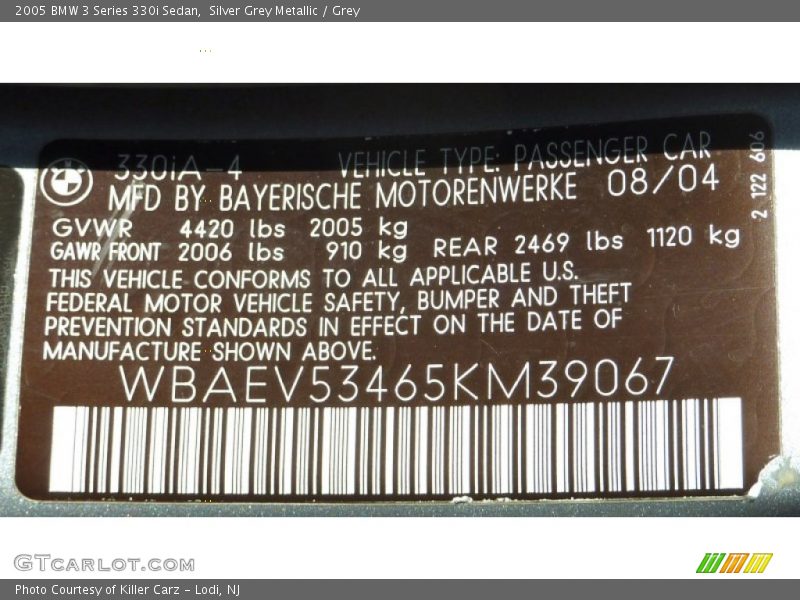 2005 BMW 3 Series 330i Sedan,  Silver Grey Metallic / Grey
330iA-4 VEHICLE TYPE: PASSENGER CAR
MFD BY BAYERISCHE MOTORENWERKE 08/04
2 122 606
GVWR 4420 lbs 2005 kg
GAWR FRONT 2006 lbs 910 kg REAR 2469 lbs 1120 kg
THIS VEHICLE CONFORMS TO ALL APPLICABLE U.S.
FEDERAL MOTOR VEHICLE SAFETY, BUMPER AND THEFT
PREVENTION STANDARDS IN EFFECT ON THE DATE OF
MANUFACTURE SHOWN ABOVE.
WBAEV53465KM39067
GTCARLOT.COM
Photo Courtesy of Killer Carz - Lodi, NJ